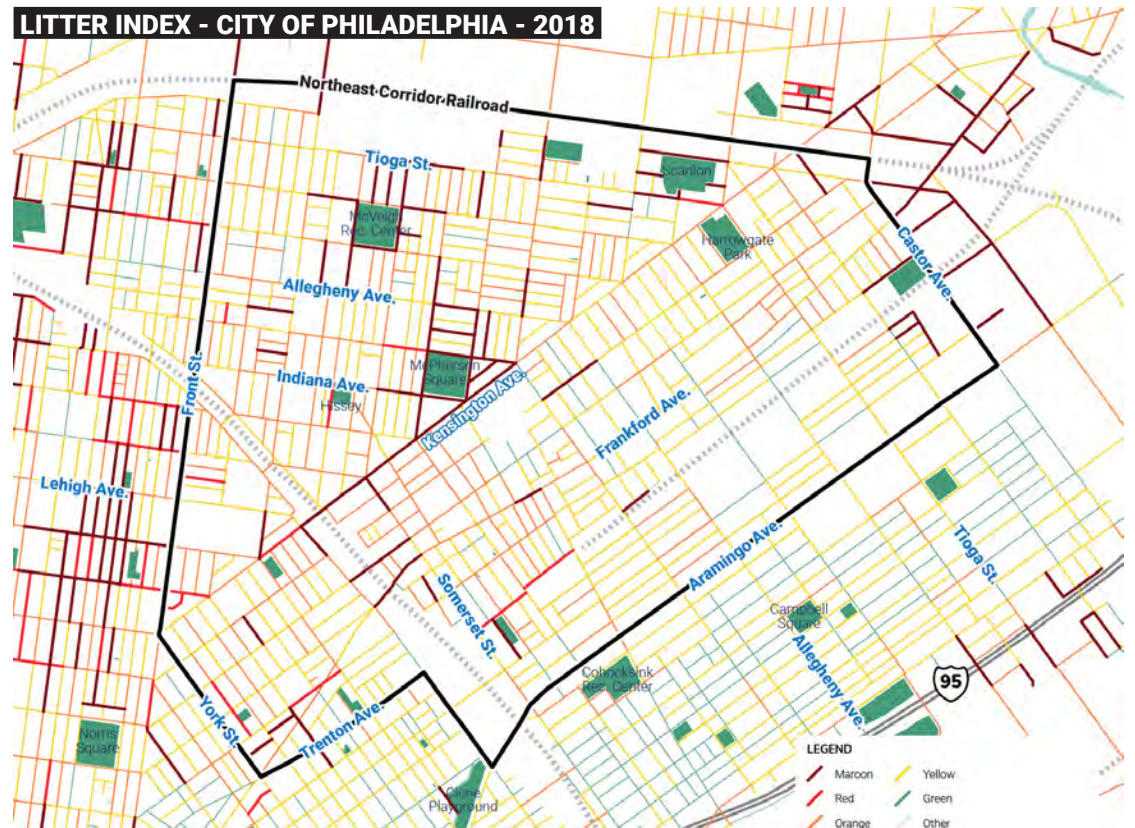 LITTER INDEX - CITY OF PHILADELPHIA - 2018
Northeast Corridor Railroad
Tioga St.
Scanlon
McVeigh
Rec. Center
Harrowgate
Park
Castor Ave.
Allegheny Ave.
McPherson
Square
Indiana Ave.
Hissey
Front St.
Kensington Ave.
Frankford Ave.
Lehigh Ave.
Tioga St.
Aramingo Ave.
Somerset St.
Campbell
Square
Allegheny Ave.
Cohocksink
Rec. Center
95
York St.
Trenton Ave.
Norris
Square
Clime
Playground
LEGEND
Maroon
Yellow
Red
Green
Orange
Other